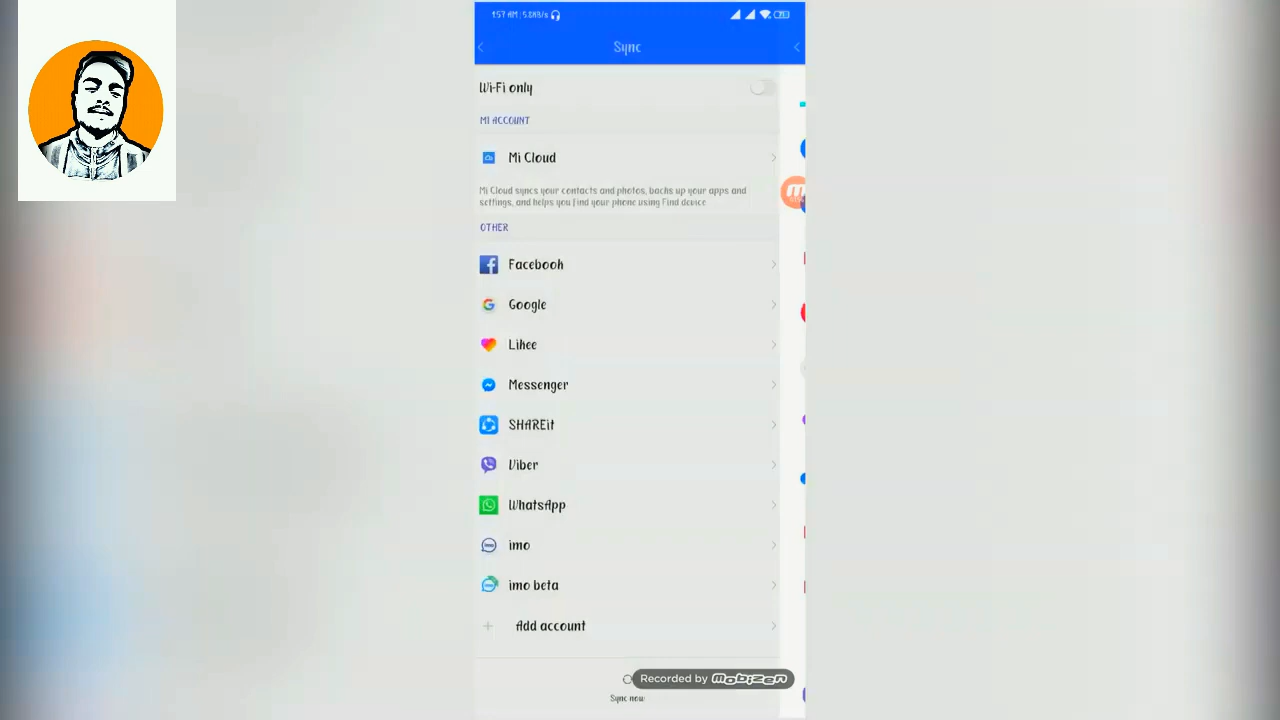 1:57 AM | 5.8KB/s
Sync
Wi-Fi only
MI ACCOUNT
Mi Cloud
Mi Cloud syncs your contacts and photos, backs up your apps and
settings, and helps you find your phone using Find device.
OTHER
Facebook
Google
Likee
Messenger
SHAREit
Viber
WhatsApp
imo
imo beta
Add account
Recorded by mobizen
Sync now